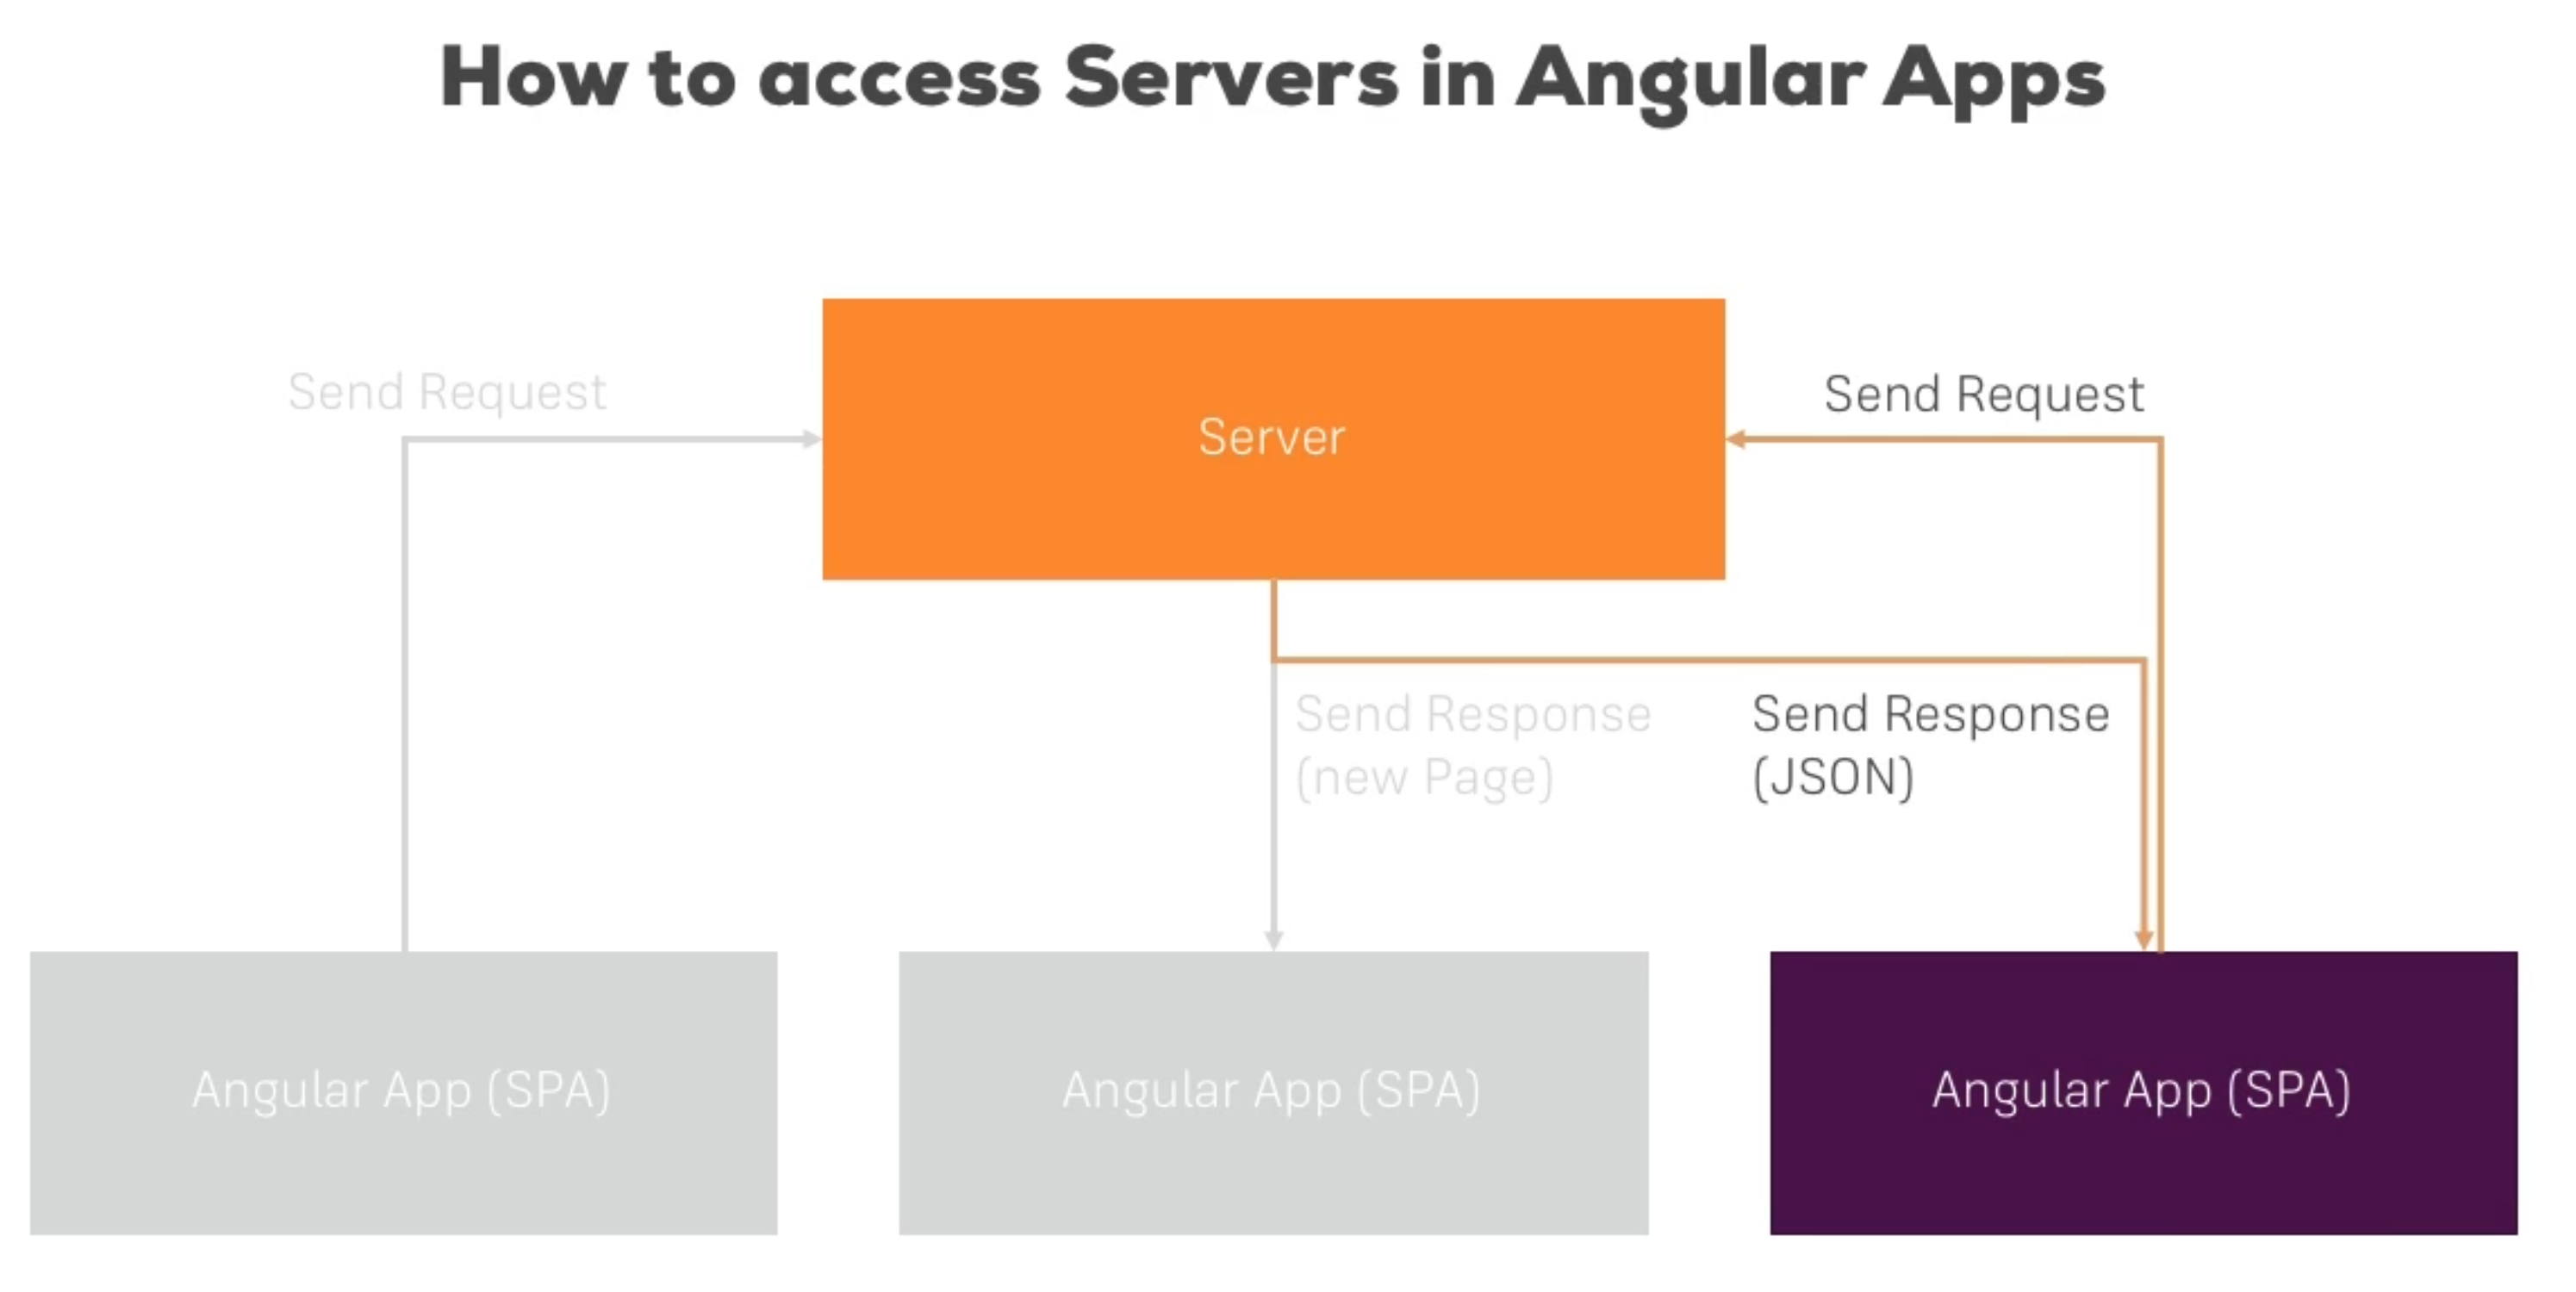 How to access Servers in Angular Apps
Send Request
Server
Send Request
Send Response
(new Page)
Send Response
(JSON)
Angular App (SPA)
Angular App (SPA)
Angular App (SPA)